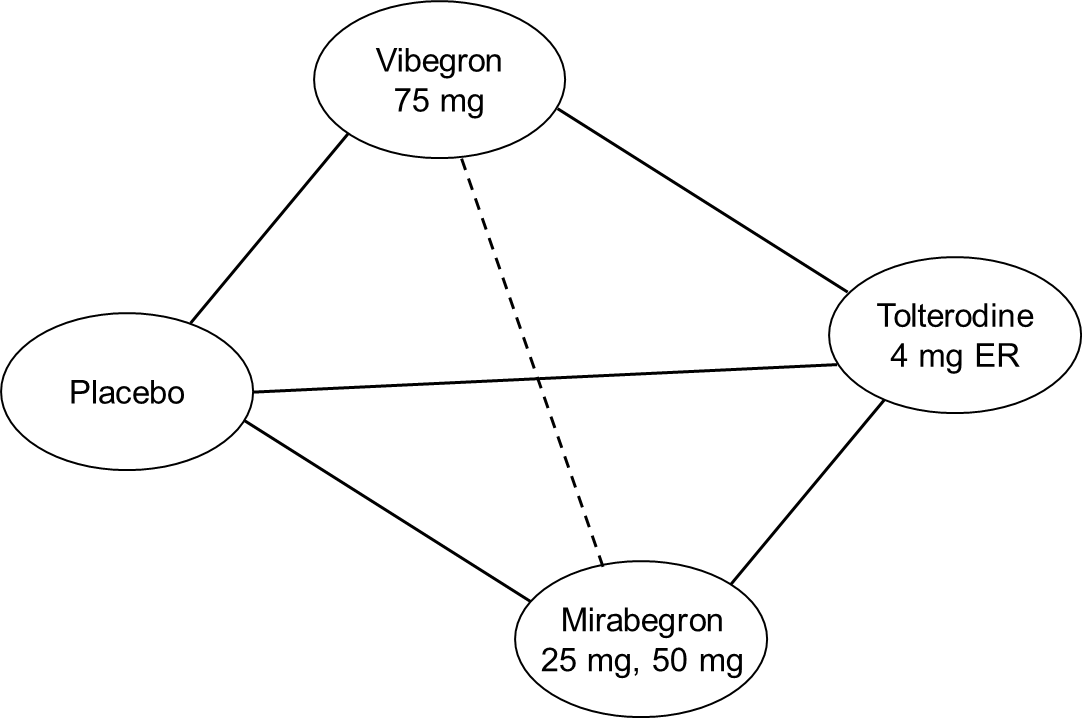 Vibegron
75 mg
Tolterodine
4 mg ER
Placebo
Mirabegron
25 mg, 50 mg